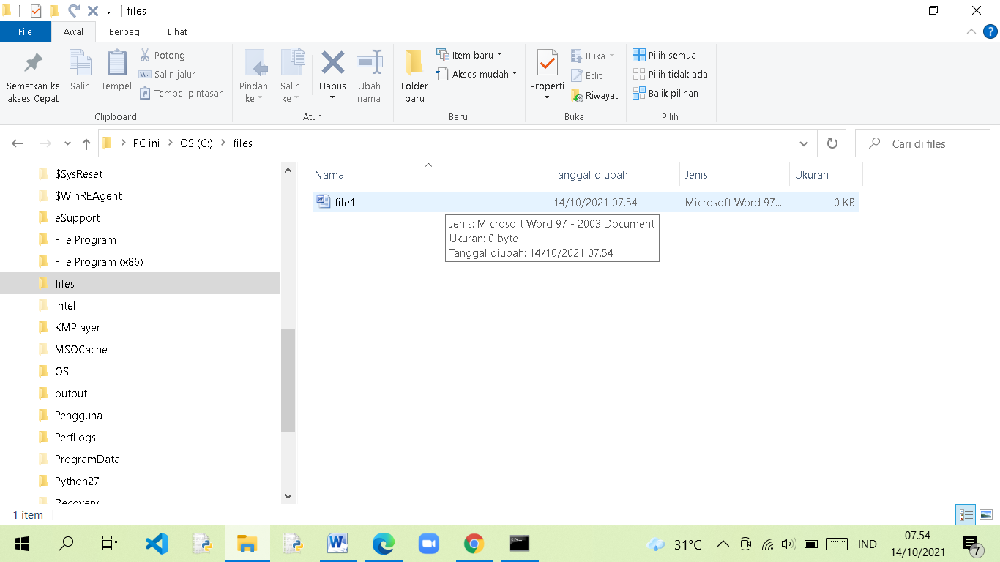 files
File
Awal
Berbagi
Lihat
Sematkan ke
akses Cepat
Salin
Tempel
Potong
Salin jalur
Tempel pintasan
Clipboard
Pindah
ke
Salin
ke
Hapus
Ubah
nama
Atur
Folder
baru
Item baru
Akses mudah
Baru
Properti
Buka
Edit
Riwayat
Buka
Pilih semua
Pilih tidak ada
Balik pilihan
Pilih
PC ini
OS (C:)
files
Cari di files
$SysReset
$WinREAgent
eSupport
File Program
File Program (x86)
files
Intel
KMPlayer
MSOCache
OS
output
Pengguna
PerfLogs
ProgramData
Python27
Recovery
Nama
Tanggal diubah
Jenis
Ukuran
file1
14/10/2021 07.54
Microsoft Word 97...
0 KB
Jenis: Microsoft Word 97 - 2003 Document
Ukuran: 0 byte
Tanggal diubah: 14/10/2021 07.54
1 item
31°C
IND
07.54
14/10/2021
7